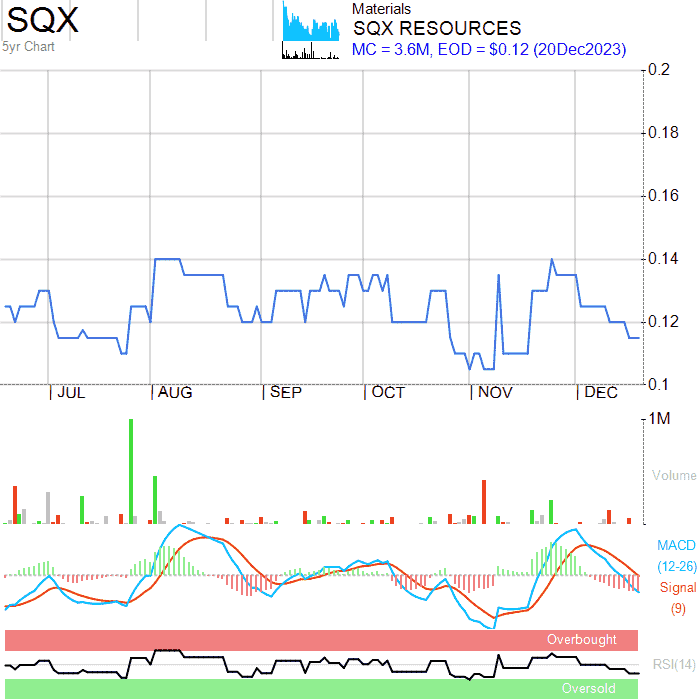 SQX
5yr Chart
Materials
SQX RESOURCES
MC = 3.6M, EOD = $0.12 (20Dec2023)
0.2
0.18
0.16
0.14
0.12
0.1
JUL AUG SEP OCT NOV DEC
1M
Volume
MACD
(12-26)
Signal
(9)
Overbought
RSI(14)
Oversold